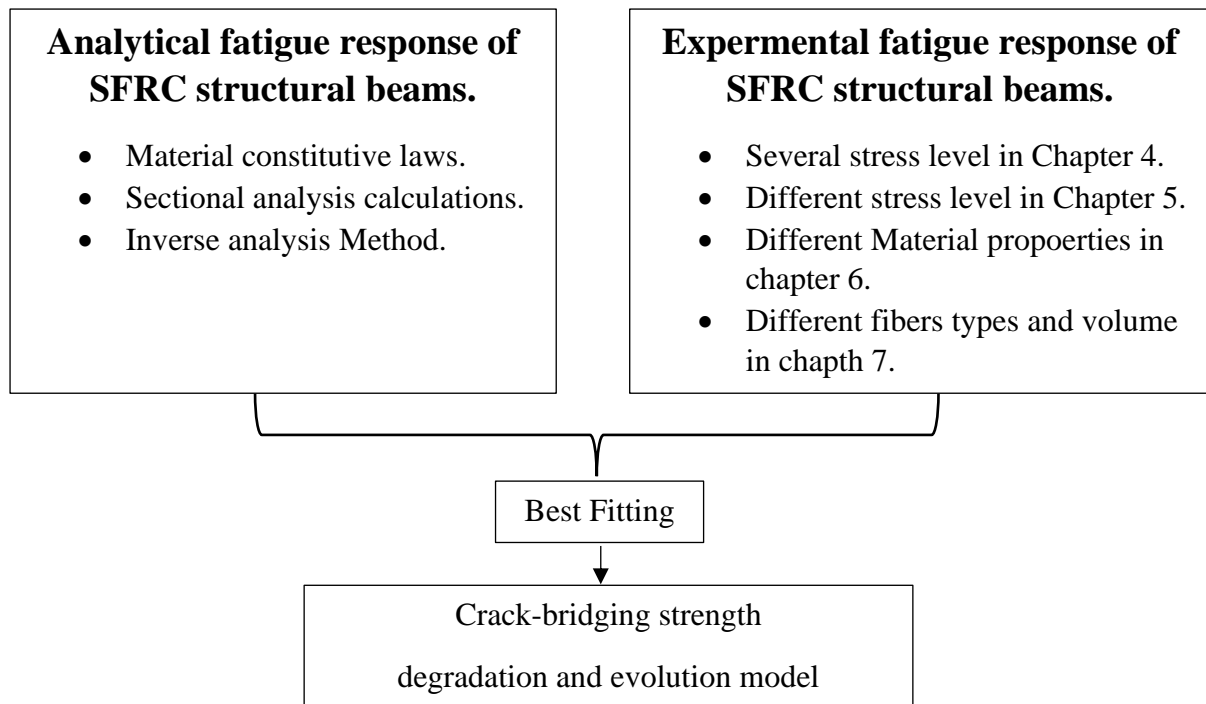 Analytical fatigue response of
SFRC structural beams.
• Material constitutive laws.
• Sectional analysis calculations.
• Inverse analysis Method.
Expermental fatigue response of
SFRC structural beams.
• Several stress level in Chapter 4.
• Different stress level in Chapter 5.
• Different Material propoerties in
chapter 6.
• Different fibers types and volume
in chapth 7.
Best Fitting
Crack-bridging strength
degradation and evolution model